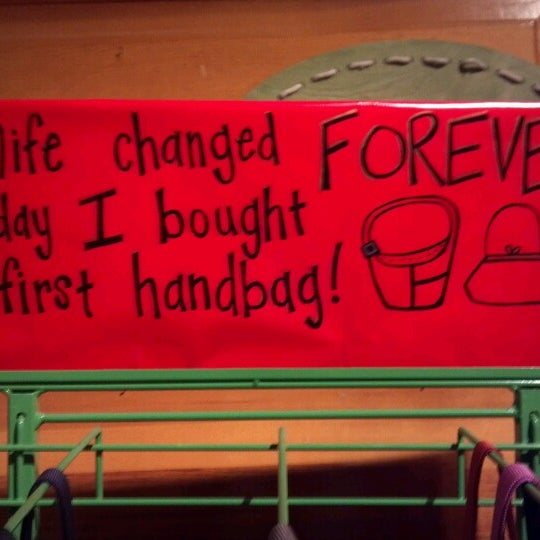 life changed FOREVE
day I bought
first handbag!